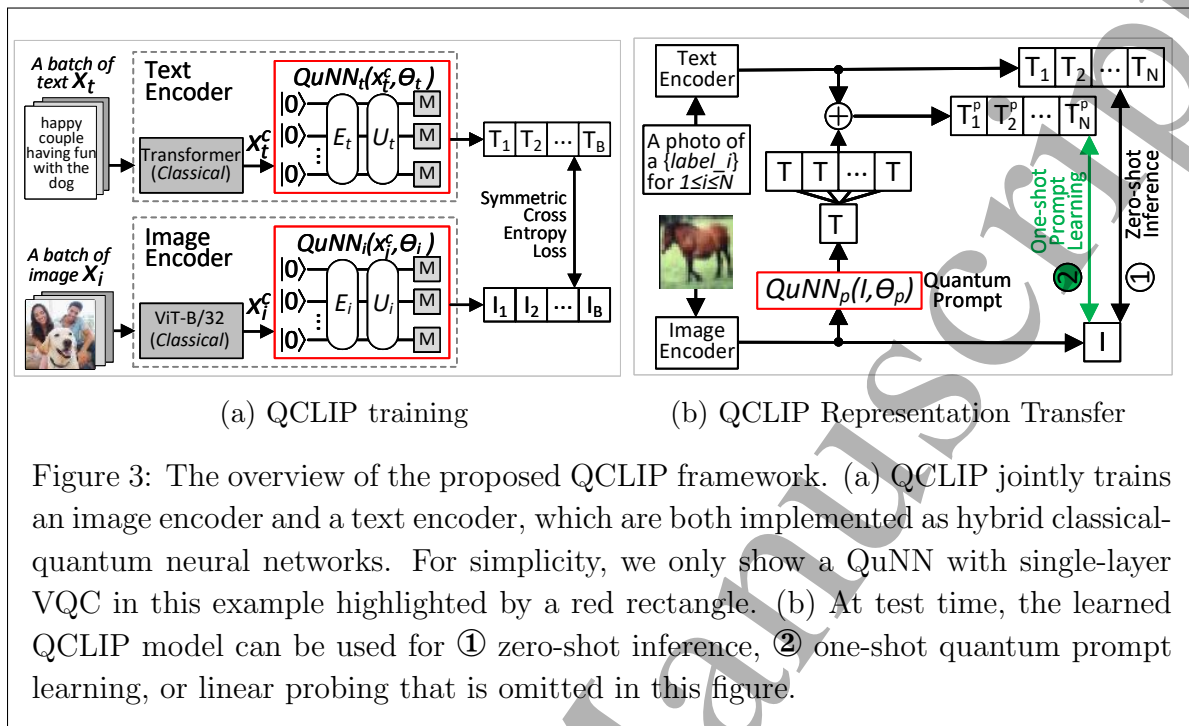 A batch of
text Xt
happy
couple
having fun
with the
dog
Text
Encoder
Transformer
(Classical)
x_t^c
QuNN_t(x_t^c,Θ_t)
|0⟩
|0⟩
⋮
|0⟩
E_t
U_t
M
M
M
T_1 T_2 ... T_B
Symmetric
Cross
Entropy
Loss
A batch of
image X_i
Image
Encoder
ViT-B/32
(Classical)
x_i^c
QuNN_i(x_i^c,Θ_i)
|0⟩
|0⟩
⋮
|0⟩
E_i
U_i
M
M
M
I_1 I_2 ... I_B
(a) QCLIP training
Text
Encoder
A photo of
a {label_i}
for 1≤i≤N
T_1 T_2 ... T_N
T_1^p T_2^p ... T_N^p
T T ... T
T
QuNN_p(I,Θ_p)
Quantum
Prompt
Image
Encoder
I
One-shot
Prompt
Learning
②
Zero-shot
Inference
①
(b) QCLIP Representation Transfer
Figure 3: The overview of the proposed QCLIP framework. (a) QCLIP jointly trains
an image encoder and a text encoder, which are both implemented as hybrid classical-
quantum neural networks. For simplicity, we only show a QuNN with single-layer
VQC in this example highlighted by a red rectangle. (b) At test time, the learned
QCLIP model can be used for ① zero-shot inference, ② one-shot quantum prompt
learning, or linear probing that is omitted in this figure.